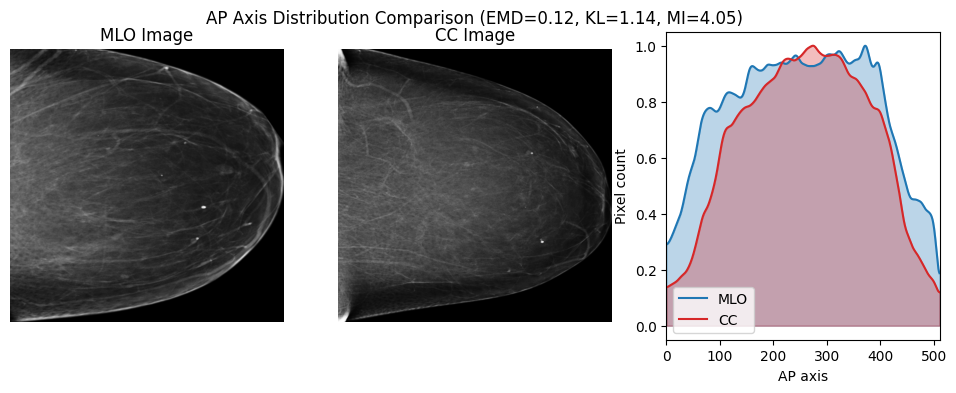 AP Axis Distribution Comparison (EMD=0.12, KL=1.14, MI=4.05)
MLO Image
CC Image
1.0
0.8
0.6
0.4
0.2
0.0
Pixel count
MLO
CC
0
100
200
300
400
500
AP axis